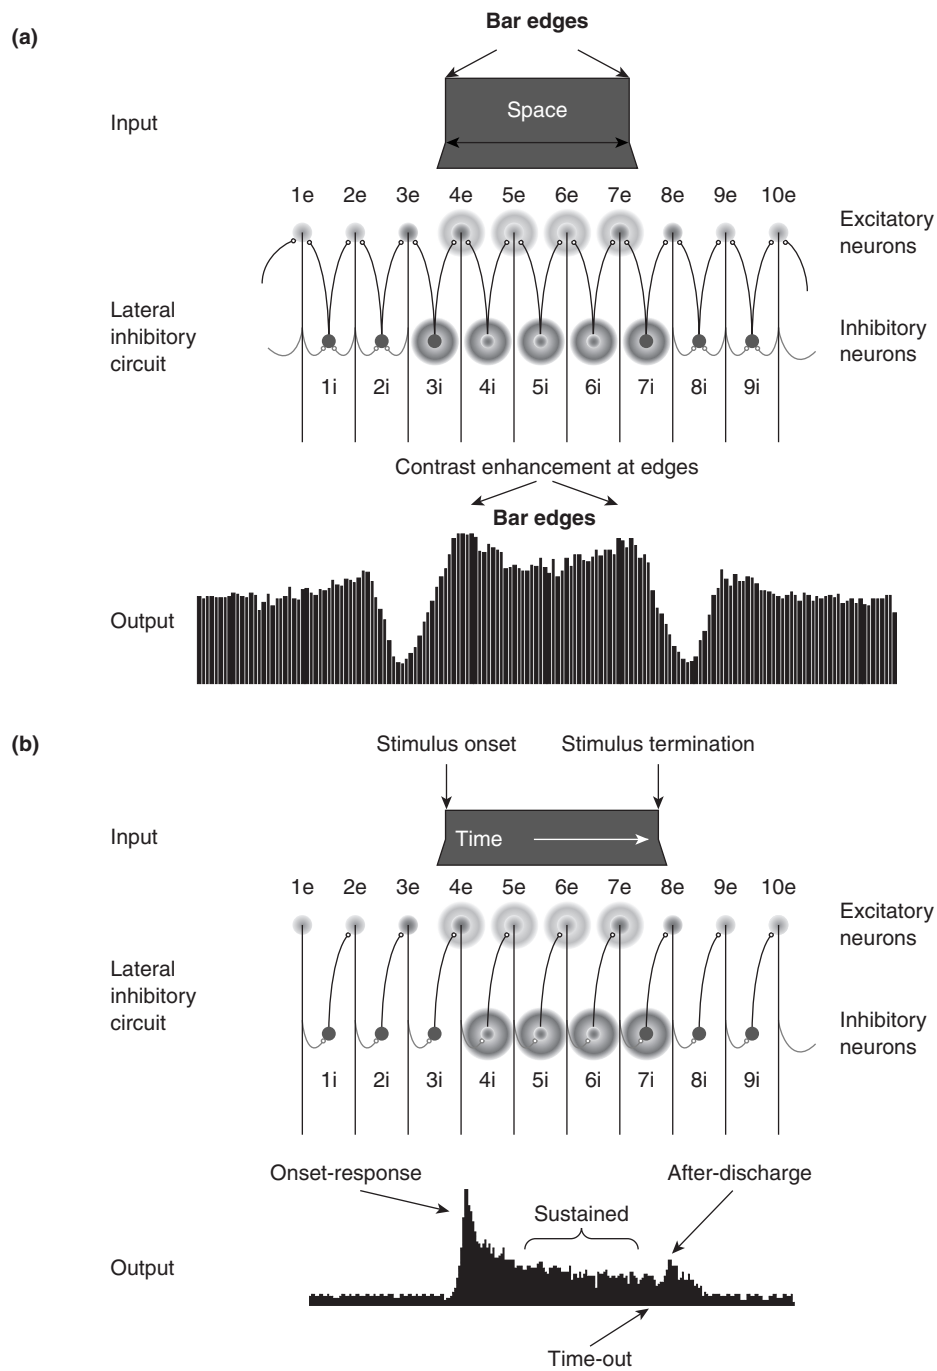 (a)
Bar edges
Input
Space
1e 2e 3e 4e 5e 6e 7e 8e 9e 10e
Excitatory
neurons
Lateral
inhibitory
circuit
Inhibitory
neurons
1i 2i 3i 4i 5i 6i 7i 8i 9i
Contrast enhancement at edges
Bar edges
Output
(b)
Stimulus onset Stimulus termination
Input
Time
1e 2e 3e 4e 5e 6e 7e 8e 9e 10e
Excitatory
neurons
Lateral
inhibitory
circuit
Inhibitory
neurons
1i 2i 3i 4i 5i 6i 7i 8i 9i
Onset-response
After-discharge
Sustained
Output
Time-out